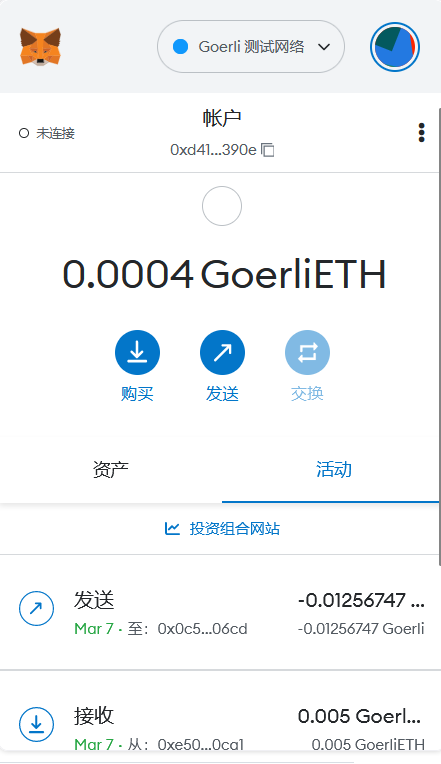 Goerli 测试网络
未连接
帐户
0xd41...390e
0.0004 GoerliETH
购买
发送
交换
资产
活动
投资组合网站
发送
-0.01256747 ...
Mar 7 · 至：0x0c5...06cd
-0.01256747 Goerli
接收
0.005 Goerl...
Mar 7 · 从：0xe50...0ca1
0.005 GoerliETH